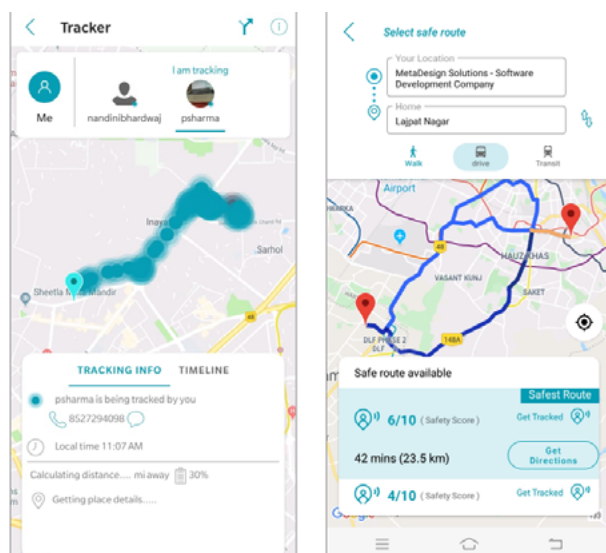 Tracker
I am tracking
Me
nandinibhardwaj
psharma
Inaya
Sarhol
Sheetla M
Mandir
48
TRACKING INFO
TIMELINE
psharma is being tracked by you
8527294098
Local time 11:07 AM
Calculating distance.... mi away
30%
Getting place details.....
Select safe route
Your Location
MetaDesign Solutions - Software
Development Company
Home
Lajpat Nagar
Walk
drive
Transit
Airport
48
HAUZ KHAS
VASANT KUNJ
SAKET
DLF PHASE 2
DLF
148A
Safe route available
Safest Route
6/10 ( Safety Score )
Get Tracked
42 mins (23.5 km)
Get
Directions
4/10 ( Safety Score )
Get Tracked